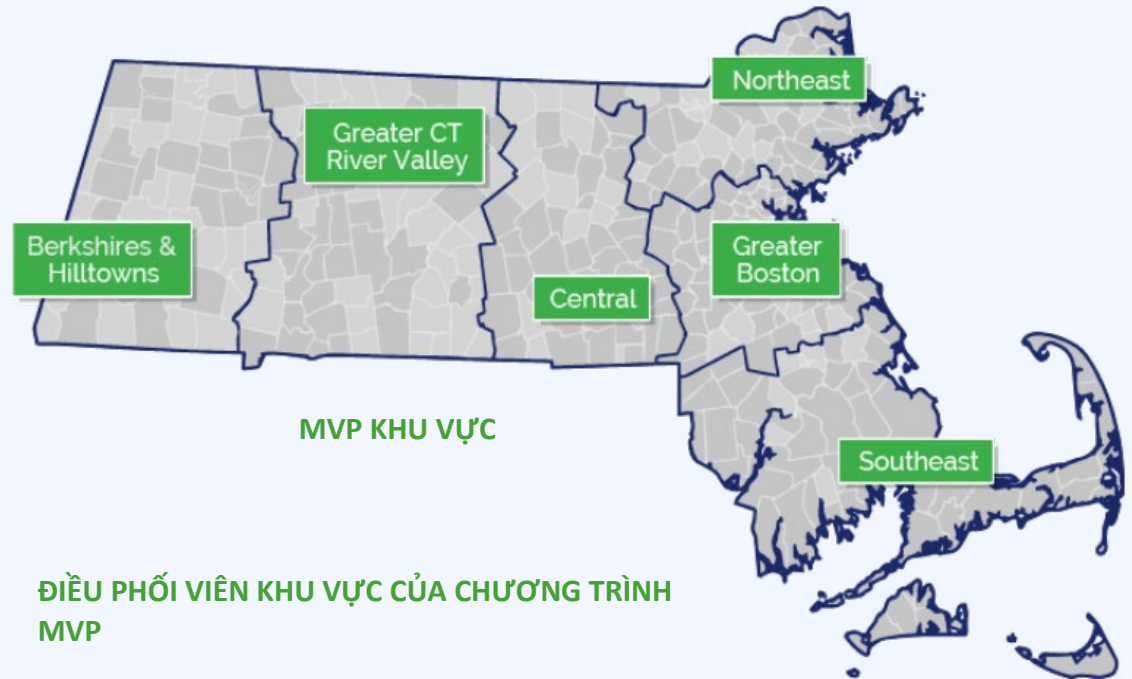 Northeast
Greater CT
River Valley
Berkshires &
Hilltowns
Greater
Boston
Central
MVP KHU VỰC
Southeast
ĐIỀU PHỐI VIÊN KHU VỰC CỦA CHƯƠNG TRÌNH
MVP